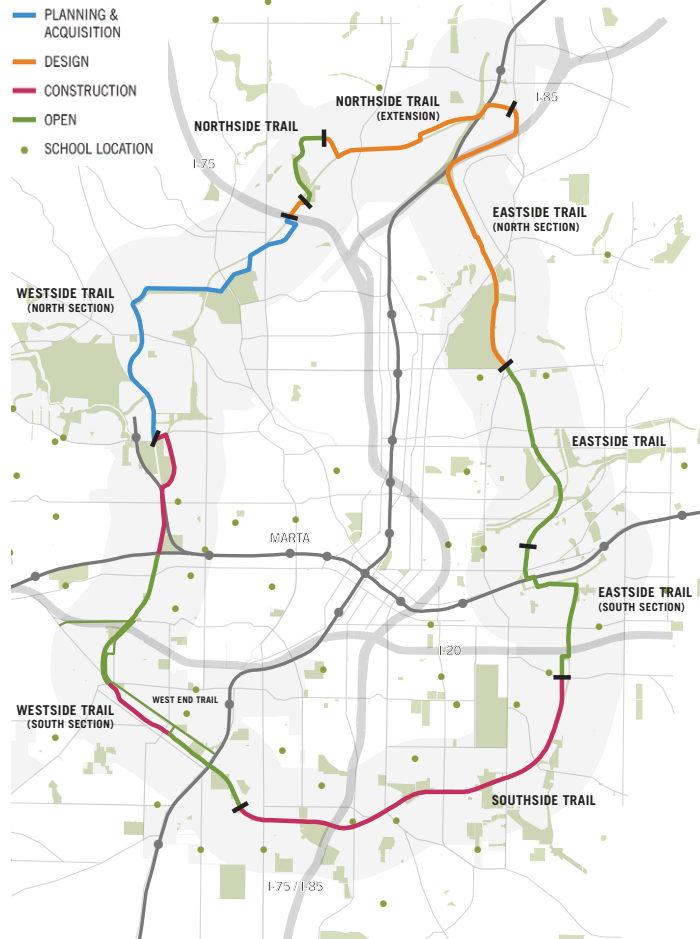 PLANNING &
ACQUISITION
DESIGN
CONSTRUCTION
OPEN
SCHOOL LOCATION
I-85
NORTHSIDE TRAIL
(EXTENSION)
NORTHSIDE TRAIL
I-75
EASTSIDE TRAIL
(NORTH SECTION)
WESTSIDE TRAIL
(NORTH SECTION)
EASTSIDE TRAIL
MARTA
EASTSIDE TRAIL
(SOUTH SECTION)
I-20
WEST END TRAIL
WESTSIDE TRAIL
(SOUTH SECTION)
SOUTHSIDE TRAIL
I-75 / I-85